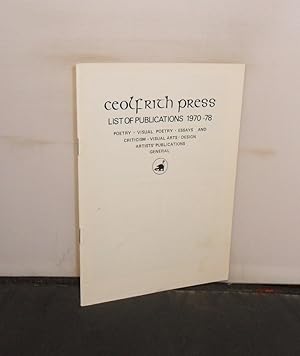 ceolfrith press
LIST OF PUBLICATIONS 1970-78
POETRY · VISUAL POETRY · ESSAYS AND
CRITICISM · VISUAL ARTS · DESIGN
ARTISTS' PUBLICATIONS
GENERAL